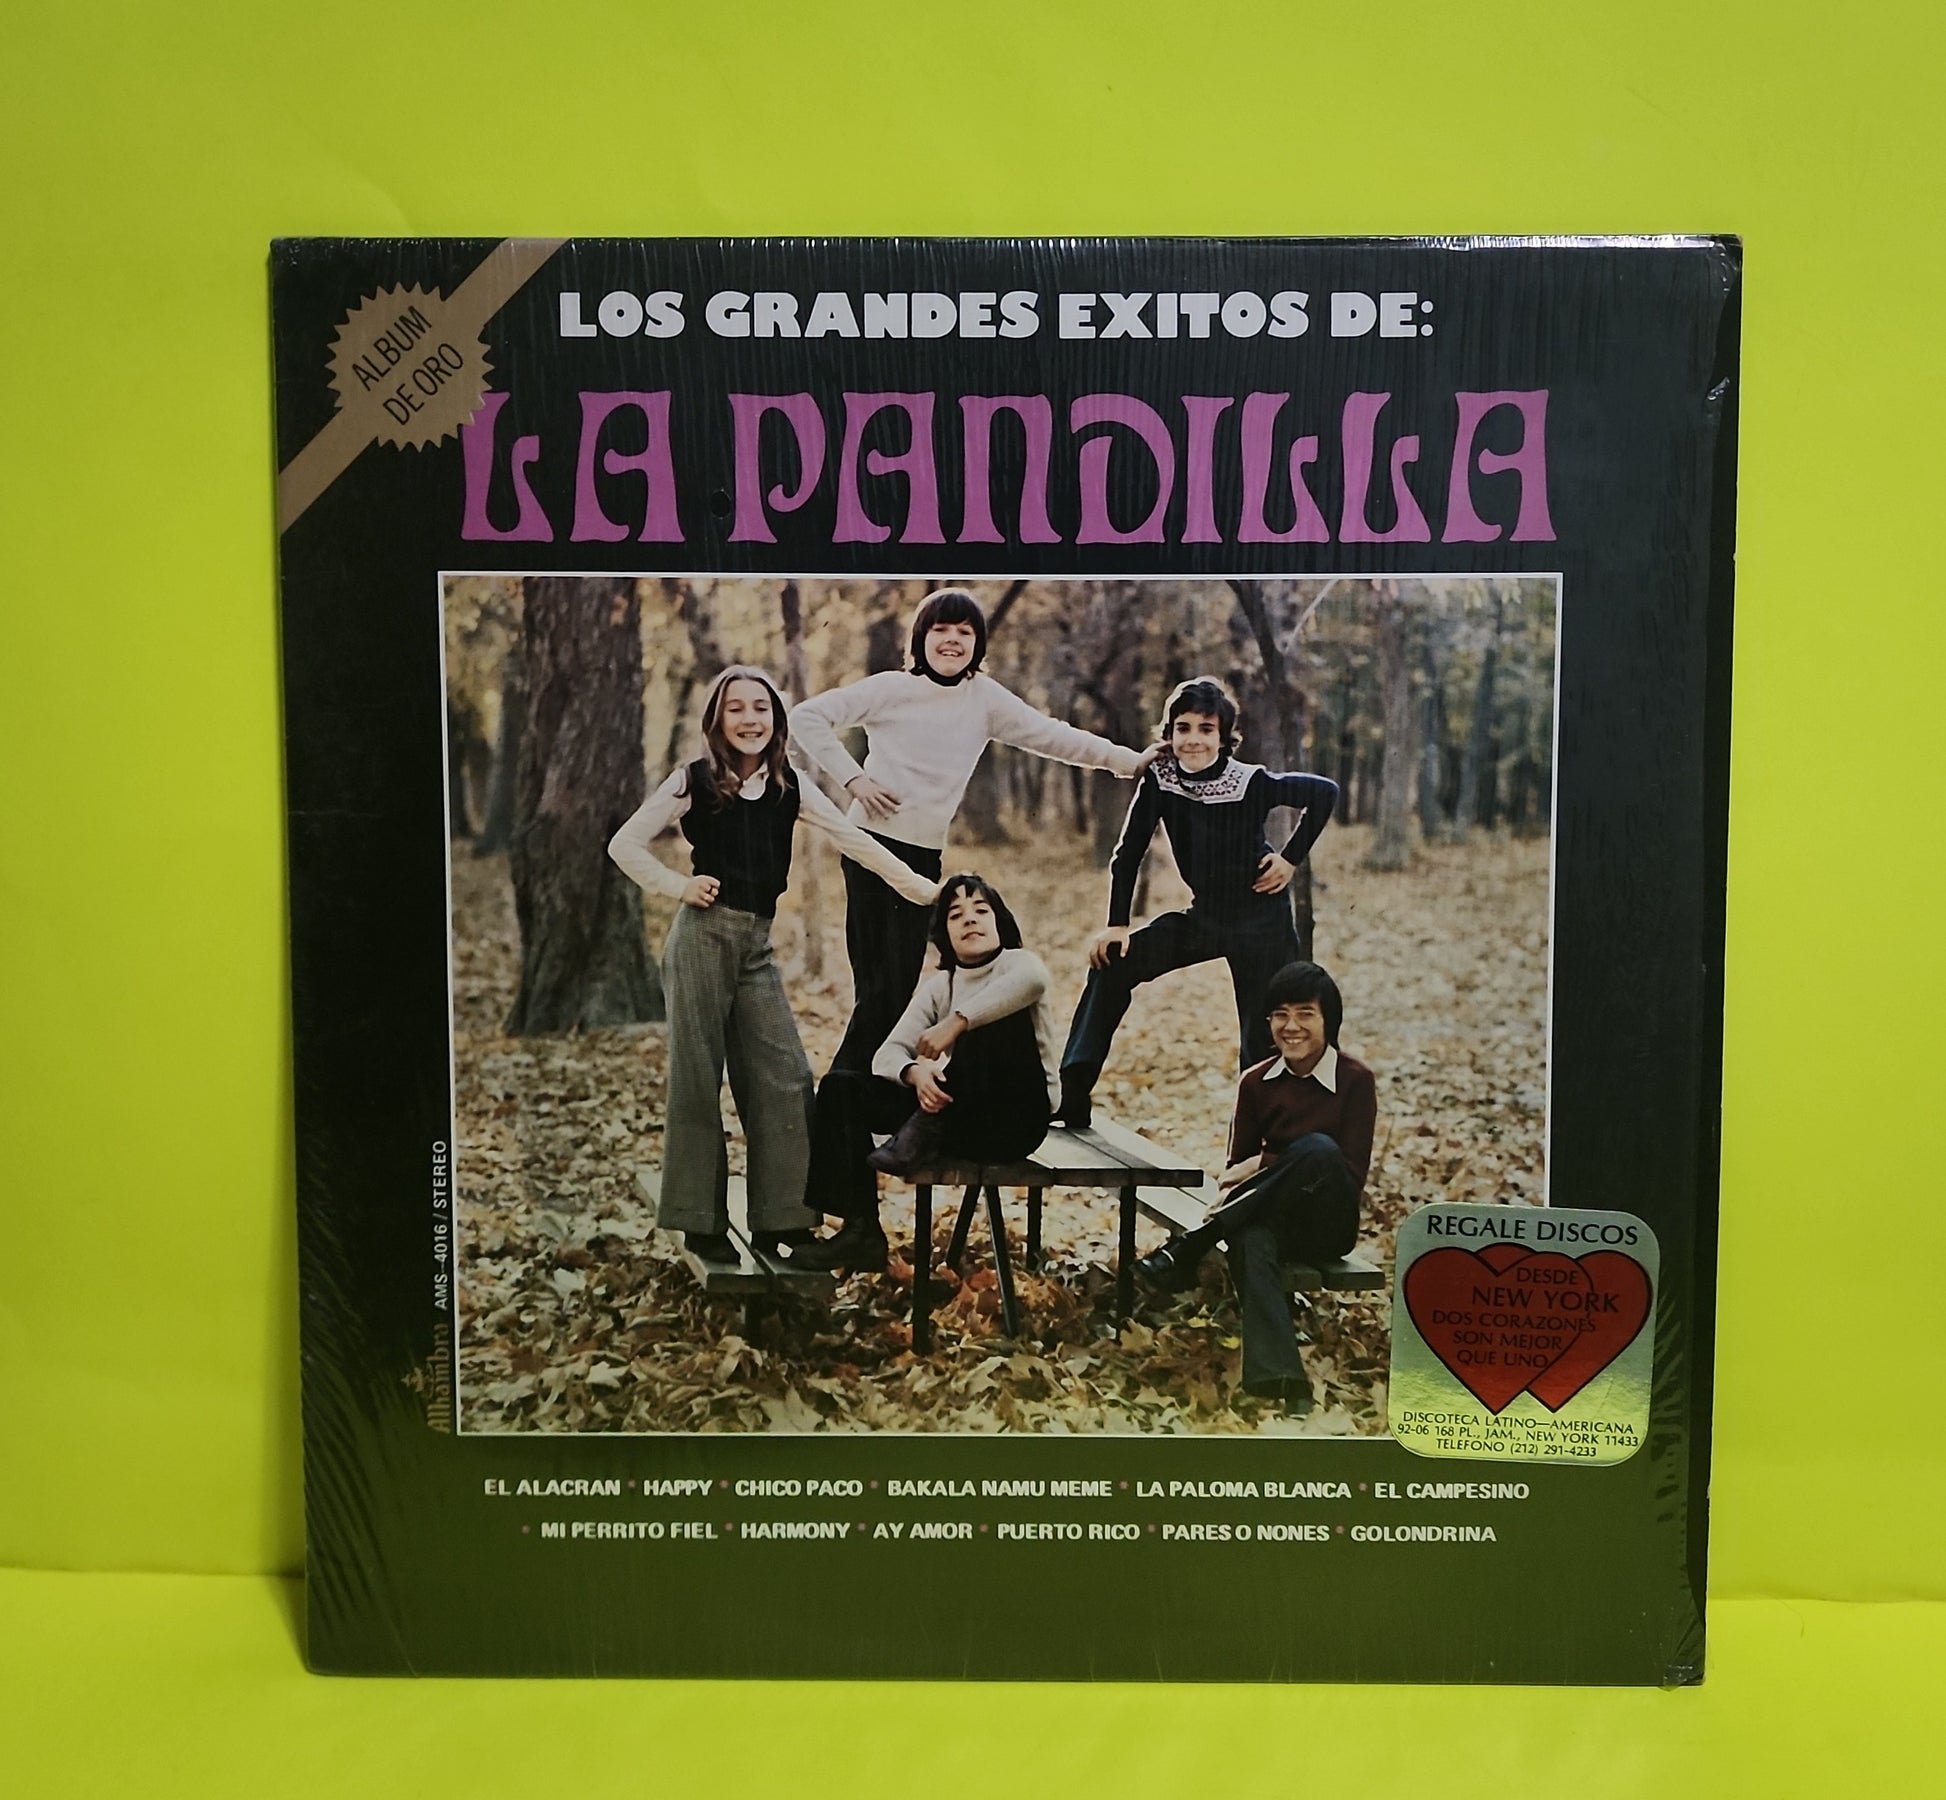 ALBUM
DE ORO
LOS GRANDES EXITOS DE:
LA PANDILLA
Alhambra AMS-4016 / STEREO
REGALE DISCOS
DESDE
NEW YORK
DOS CORAZONES
SON MEJOR
QUE UNO
DISCOTECA LATINO—AMERICANA
92-06 168 PL., JAM., NEW YORK 11433
TELEFONO (212) 291-4233
EL ALACRAN * HAPPY * CHICO PACO * BAKALA NAMU MEME * LA PALOMA BLANCA * EL CAMPESINO
* MI PERRITO FIEL * HARMONY * AY AMOR * PUERTO RICO * PARES O NONES * GOLONDRINA